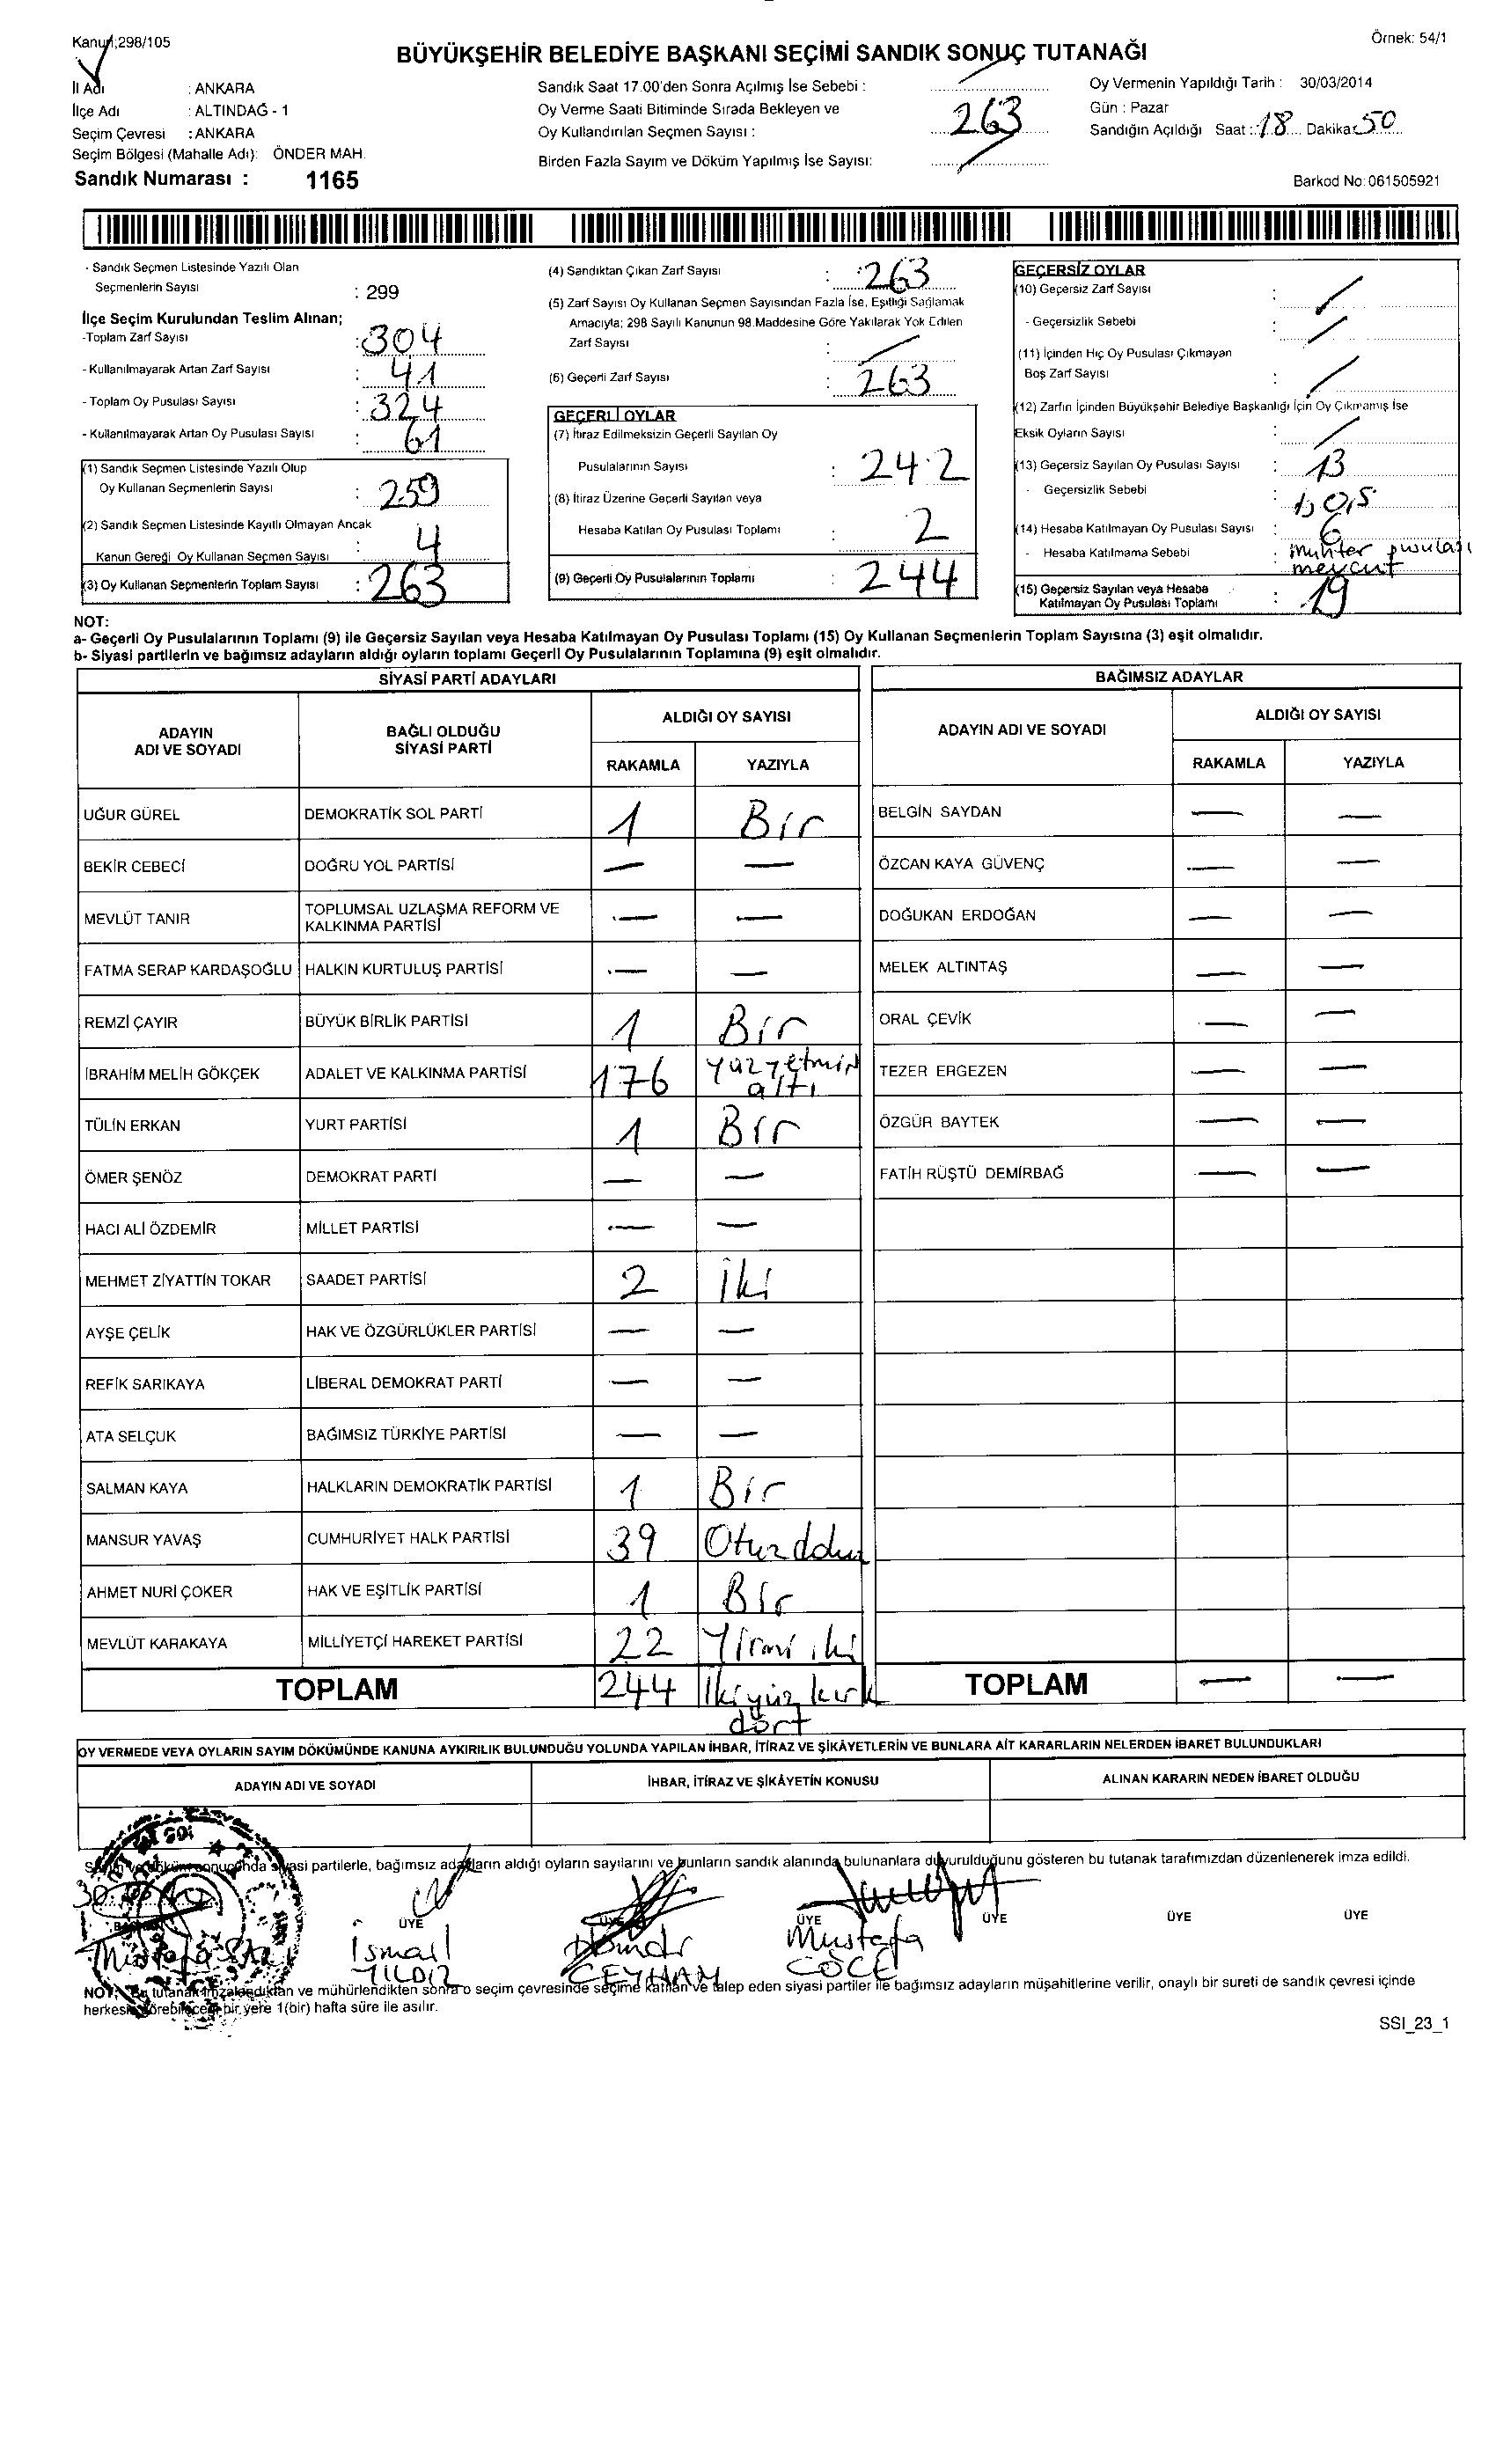 Kanun;298/105
Örnek: 54/1
BÜYÜKŞEHİR BELEDİYE BAŞKANI SEÇİMİ SANDIK SONUÇ TUTANAĞI
İl Adı : ANKARA
İlçe Adı : ALTINDAĞ - 1
Seçim Çevresi : ANKARA
Seçim Bölgesi (Mahalle Adı): ÖNDER MAH.
Sandık Numarası : 1165
Sandık Saat 17.00'den Sonra Açılmış İse Sebebi :
Oy Verme Saati Bitiminde Sırada Bekleyen ve
Oy Kullandırılan Seçmen Sayısı : 263
Birden Fazla Sayım ve Döküm Yapılmış İse Sayısı:
Oy Vermenin Yapıldığı Tarih : 30/03/2014
Gün : Pazar
Sandığın Açıldığı Saat : 18 Dakika: 50
Barkod No: 061505921
- Sandık Seçmen Listesinde Yazılı Olan
Seçmenlerin Sayısı : 299
İlçe Seçim Kurulundan Teslim Alınan;
-Toplam Zarf Sayısı : 304
- Kullanılmayarak Artan Zarf Sayısı : 41
- Toplam Oy Pusulası Sayısı : 324
- Kullanılmayarak Artan Oy Pusulası Sayısı : 61
(1) Sandık Seçmen Listesinde Yazılı Olup
Oy Kullanan Seçmenlerin Sayısı : 259
(2) Sandık Seçmen Listesinde Kayıtlı Olmayan Ancak
Kanun Gereği Oy Kullanan Seçmen Sayısı : 4
(3) Oy Kullanan Seçmenlerin Toplam Sayısı : 263
(4) Sandıktan Çıkan Zarf Sayısı : 263
(5) Zarf Sayısı Oy Kullanan Seçmen Sayısından Fazla İse, Eşitliği Sağlamak
Amacıyla; 298 Sayılı Kanunun 98.Maddesine Göre Yakılarak Yok Edilen
Zarf Sayısı :
(6) Geçerli Zarf Sayısı : 263
GEÇERLİ OYLAR
(7) İtiraz Edilmeksizin Geçerli Sayılan Oy
Pusulalarının Sayısı : 242
(8) İtiraz Üzerine Geçerli Sayılan veya
Hesaba Katılan Oy Pusulası Toplamı : 2
(9) Geçerli Oy Pusulalarının Toplamı : 244
GEÇERSİZ OYLAR
(10) Geçersiz Zarf Sayısı :
- Geçersizlik Sebebi :
(11) İçinden Hiç Oy Pusulası Çıkmayan
Boş Zarf Sayısı :
(12) Zarfın İçinden Büyükşehir Belediye Başkanlığı İçin Oy Çıkmamış İse
Eksik Oyların Sayısı :
(13) Geçersiz Sayılan Oy Pusulası Sayısı : 13
- Geçersizlik Sebebi :
(14) Hesaba Katılmayan Oy Pusulası Sayısı : 6
- Hesaba Katılmama Sebebi : muhtar pusulası
mevcut
(15) Geçersiz Sayılan veya Hesaba
Katılmayan Oy Pusulası Toplamı : 19
NOT:
a- Geçerli Oy Pusulalarının Toplamı (9) ile Geçersiz Sayılan veya Hesaba Katılmayan Oy Pusulası Toplamı (15) Oy Kullanan Seçmenlerin Toplam Sayısına (3) eşit olmalıdır.
b- Siyasi partilerin ve bağımsız adayların aldığı oyların toplamı Geçerli Oy Pusulalarının Toplamına (9) eşit olmalıdır.
SİYASİ PARTİ ADAYLARI
ADAYIN ADI VE SOYADI BAĞLI OLDUĞU SİYASİ PARTİ ALDIĞI OY SAYISI
RAKAMLA YAZIYLA
UĞUR GÜREL DEMOKRATİK SOL PARTİ 1 Bir
BEKİR CEBECİ DOĞRU YOL PARTİSİ — —
MEVLÜT TANIR TOPLUMSAL UZLAŞMA REFORM VE KALKINMA PARTİSİ — —
FATMA SERAP KARDAŞOĞLU HALKIN KURTULUŞ PARTİSİ — —
REMZİ ÇAYIR BÜYÜK BİRLİK PARTİSİ 1 Bir
İBRAHİM MELİH GÖKÇEK ADALET VE KALKINMA PARTİSİ 176 yüzyetmiş altı
TÜLİN ERKAN YURT PARTİSİ 1 Bir
ÖMER ŞENÖZ DEMOKRAT PARTİ — —
HACI ALİ ÖZDEMİR MİLLET PARTİSİ — —
MEHMET ZİYATTİN TOKAR SAADET PARTİSİ 2 iki
AYŞE ÇELİK HAK VE ÖZGÜRLÜKLER PARTİSİ — —
REFİK SARIKAYA LİBERAL DEMOKRAT PARTİ — —
ATA SELÇUK BAĞIMSIZ TÜRKİYE PARTİSİ — —
SALMAN KAYA HALKLARIN DEMOKRATİK PARTİSİ 1 Bir
MANSUR YAVAŞ CUMHURİYET HALK PARTİSİ 39 Otuzdokuz
AHMET NURİ ÇOKER HAK VE EŞİTLİK PARTİSİ 1 Bir
MEVLÜT KARAKAYA MİLLİYETÇİ HAREKET PARTİSİ 22 Yirmi iki
TOPLAM 244 İkiyüz kırk dört
BAĞIMSIZ ADAYLAR
ADAYIN ADI VE SOYADI ALDIĞI OY SAYISI
RAKAMLA YAZIYLA
BELGİN SAYDAN — —
ÖZCAN KAYA GÜVENÇ — —
DOĞUKAN ERDOĞAN — —
MELEK ALTINTAŞ — —
ORAL ÇEVİK — —
TEZER ERGEZEN — —
ÖZGÜR BAYTEK — —
FATİH RÜŞTÜ DEMİRBAĞ — —
TOPLAM — —
OY VERMEDE VEYA OYLARIN SAYIM DÖKÜMÜNDE KANUNA AYKIRILIK BULUNDUĞU YOLUNDA YAPILAN İHBAR, İTİRAZ VE ŞİKÂYETLERİN VE BUNLARA AİT KARARLARIN NELERDEN İBARET BULUNDUKLARI
ADAYIN ADI VE SOYADI İHBAR, İTİRAZ VE ŞİKÂYETİN KONUSU ALINAN KARARIN NEDEN İBARET OLDUĞU
Sayım ve döküm sonucunda siyasi partilerle, bağımsız adayların aldığı oyların sayılarını ve bunların sandık alanında bulunanlara duyurulduğunu gösteren bu tutanak tarafımızdan düzenlenerek imza edildi.
ÜYE ÜYE ÜYE ÜYE ÜYE ÜYE
Mustafa İsmail Mustafa
YILDIZ CEYHAN CÖCE
NOT: Bu tutanak imzalandıktan ve mühürlendikten sonra o seçim çevresinde seçime katılan ve talep eden siyasi partiler ile bağımsız adayların müşahitlerine verilir, onaylı bir sureti de sandık çevresi içinde
herkesin görebileceği bir yere 1(bir) hafta süre ile asılır.
SSI_23_1